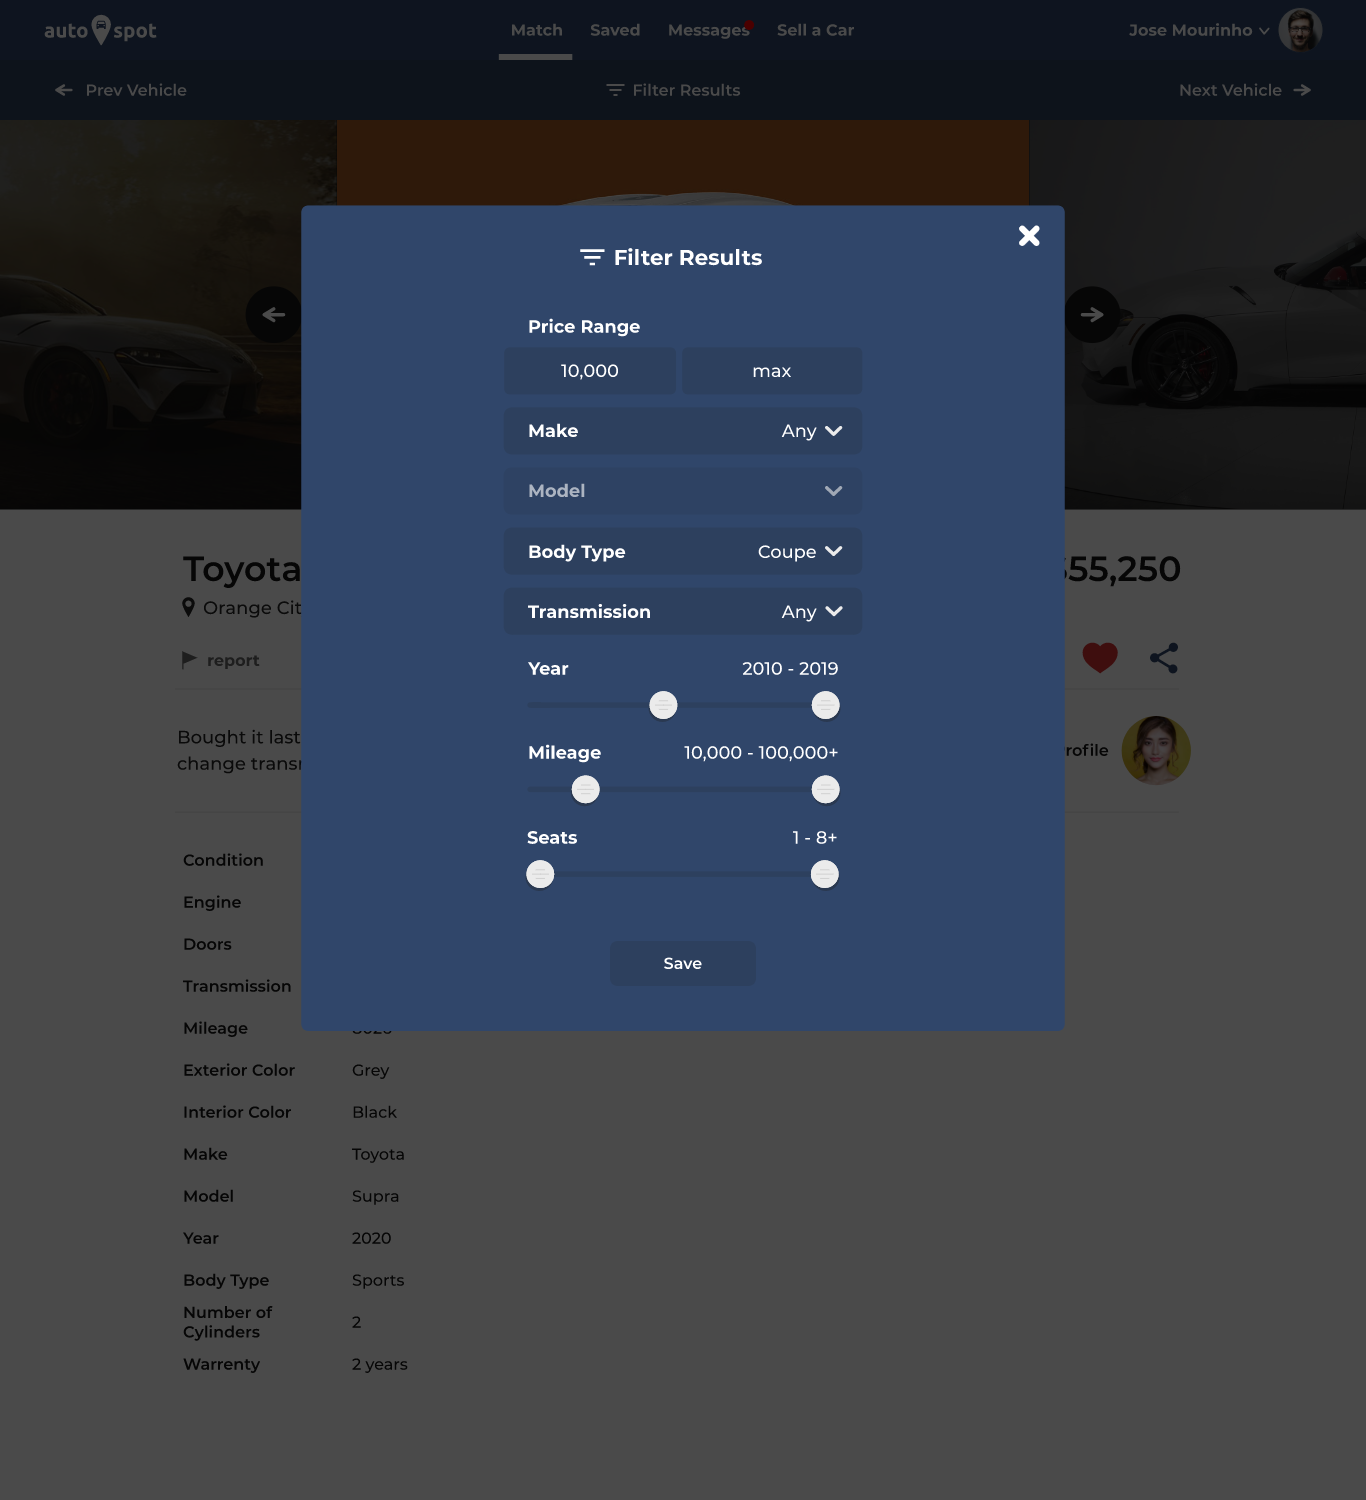 auto spot
Match Saved Messages Sell a Car
Jose Mourinho
Prev Vehicle
Filter Results
Next Vehicle
Filter Results
Price Range
10,000 max
Make Any
Model
Body Type Coupe
Transmission Any
Year 2010 - 2019
Mileage 10,000 - 100,000+
Seats 1 - 8+
Save
Toyota
55,250
Orange
report
Bought it last
change
Condition
Engine
Doors
Transmission
Mileage
Exterior Color Grey
Interior Color Black
Make Toyota
Model Supra
Year 2020
Body Type Sports
Number of
Cylinders 2
Warrenty 2 years